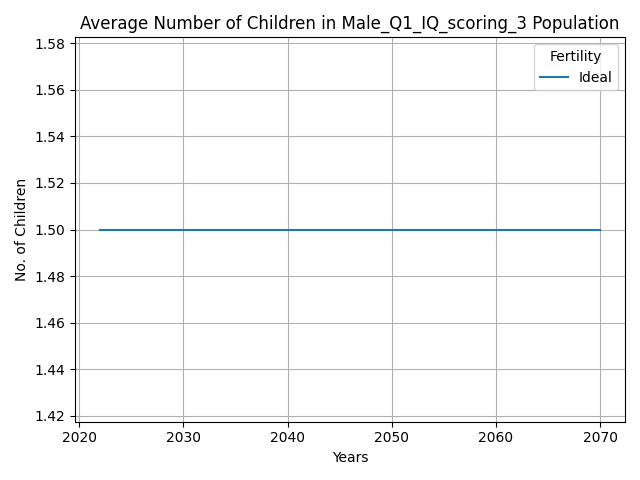 Average Number of Children in Male_Q1_IQ_scoring_3 Population
Fertility
Ideal
No. of Children
1.58
1.56
1.54
1.52
1.50
1.48
1.46
1.44
1.42
2020 2030 2040 2050 2060 2070
Years